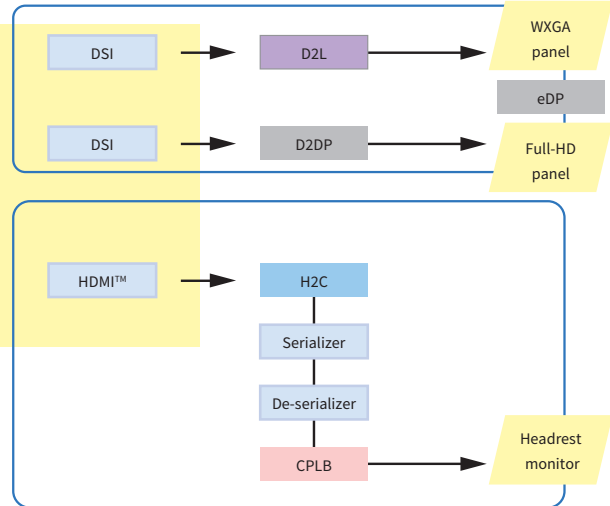 DSI
D2L
WXGA
panel
eDP
DSI
D2DP
Full-HD
panel
HDMI™
H2C
Serializer
De-serializer
CPLB
Headrest
monitor